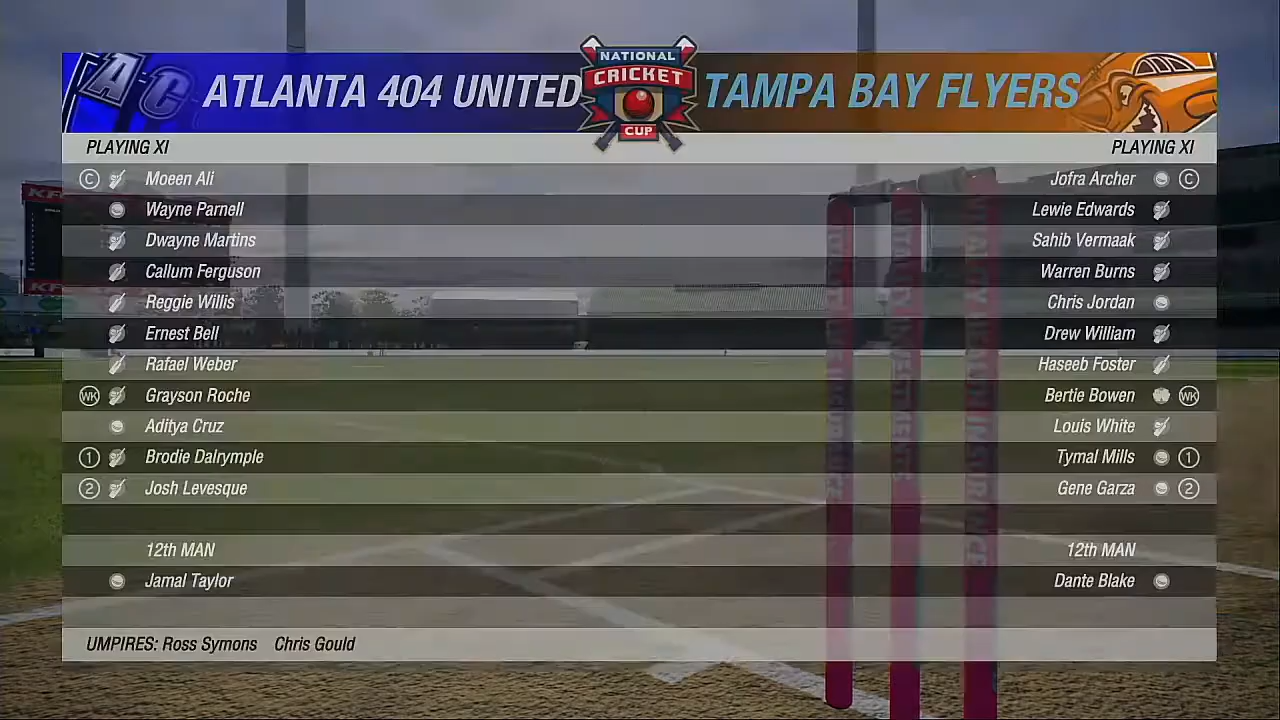 ATLANTA 404 UNITED
NATIONAL
CRICKET
CUP
TAMPA BAY FLYERS
AC
PLAYING XI PLAYING XI
C Moeen Ali Jofra Archer C
Wayne Parnell Lewie Edwards
Dwayne Martins Sahib Vermaak
Callum Ferguson Warren Burns
Reggie Willis Chris Jordan
Ernest Bell Drew William
Rafael Weber Haseeb Foster
WK Grayson Roche Bertie Bowen WK
Aditya Cruz Louis White
1 Brodie Dalrymple Tymal Mills 1
2 Josh Levesque Gene Garza 2
12th MAN 12th MAN
Jamal Taylor Dante Blake
UMPIRES: Ross Symons Chris Gould
KFC
KFC